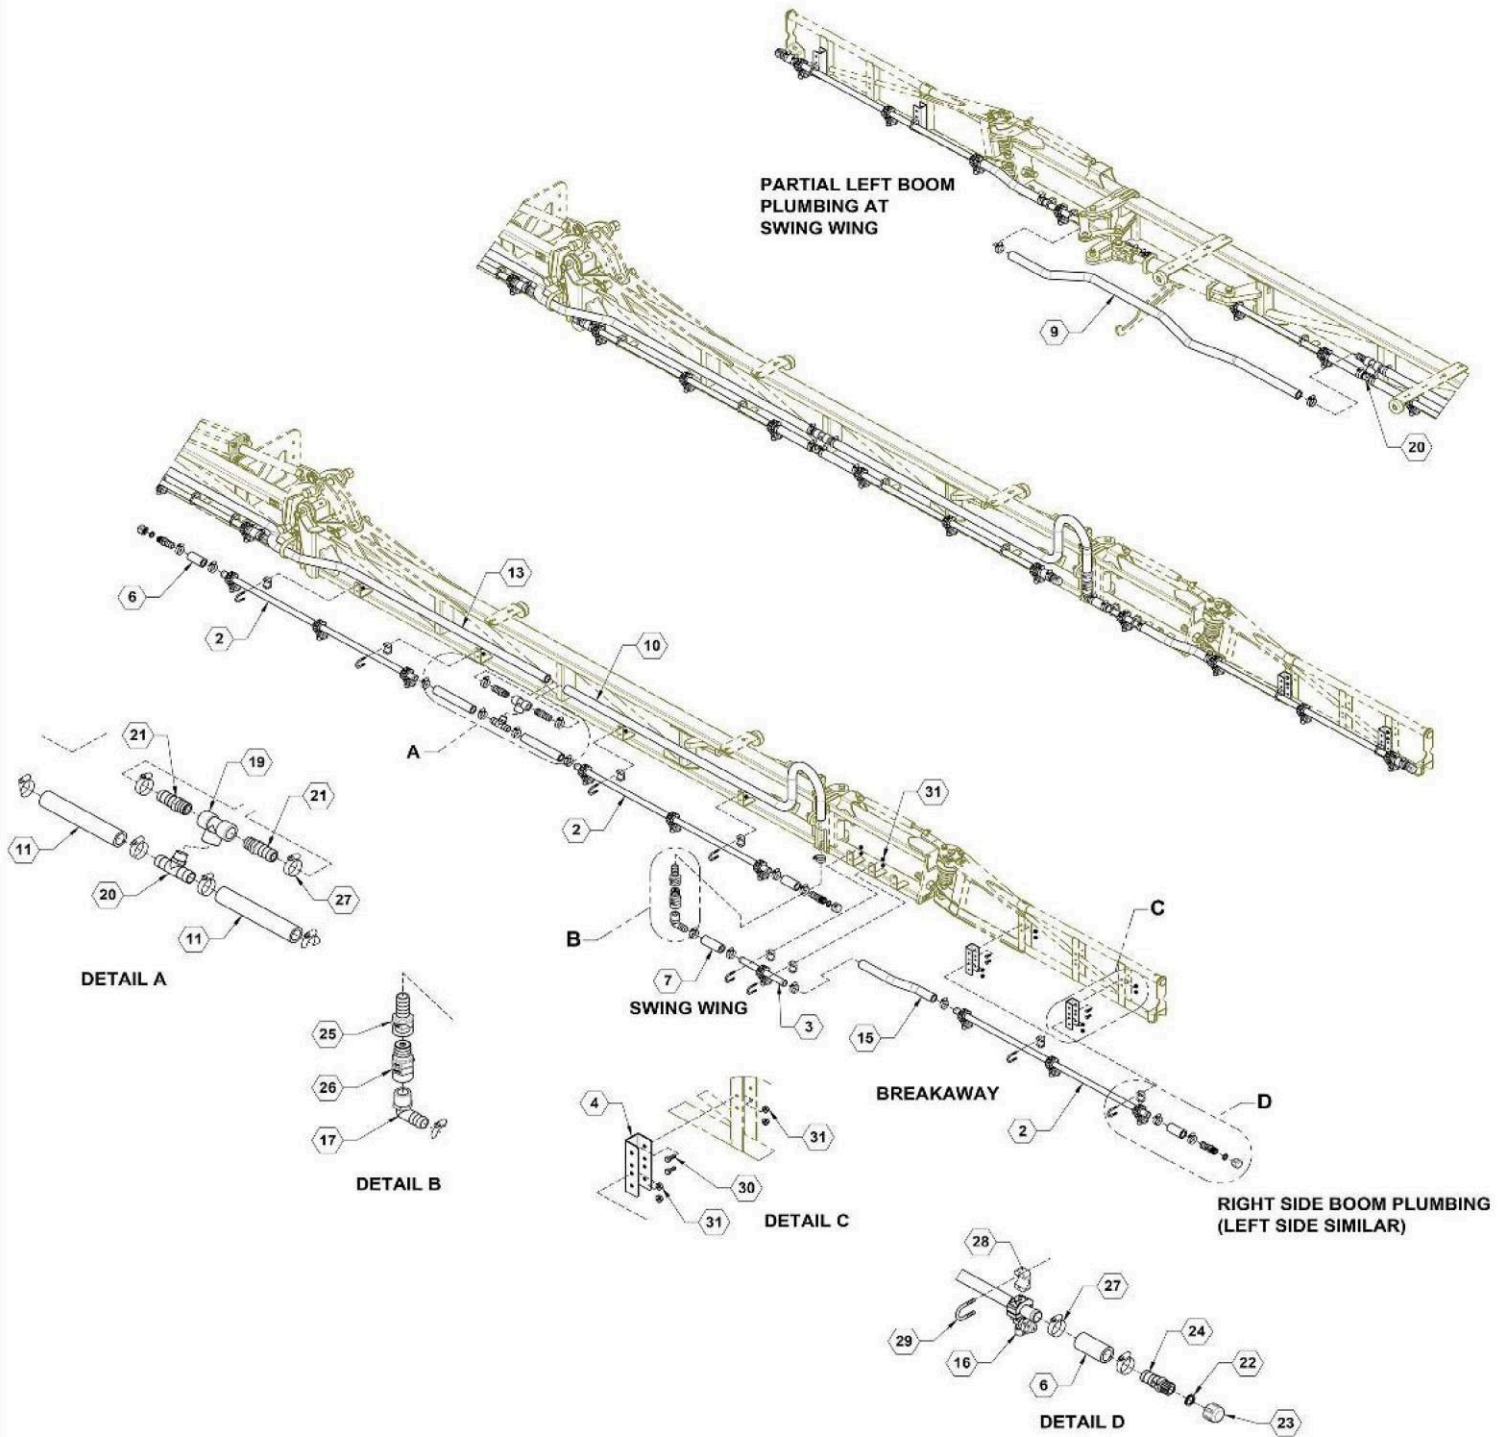 PARTIAL LEFT BOOM
PLUMBING AT
SWING WING
9
20
13
6
2
10
A
21
19
21
11
20
27
11
DETAIL A
2
31
B
7
SWING WING
3
15
C
BREAKAWAY
2
D
25
26
17
DETAIL B
4
31
30
31
DETAIL C
RIGHT SIDE BOOM PLUMBING
(LEFT SIDE SIMILAR)
28
27
29
16
24
22
6
23
DETAIL D